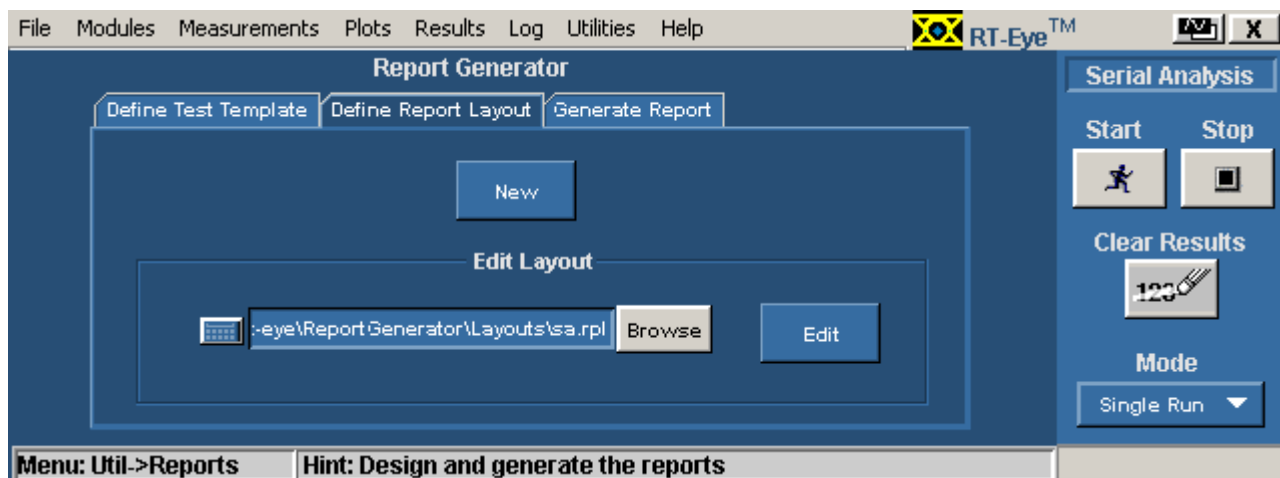 File Modules Measurements Plots Results Log Utilities Help
RT-Eye™
X
Report Generator
Define Test Template Define Report Layout Generate Report
New
Edit Layout
:-eye\ReportGenerator\Layouts\sa.rpl Browse Edit
Serial Analysis
Start Stop
Clear Results
123
Mode
Single Run
Menu: Util->Reports Hint: Design and generate the reports